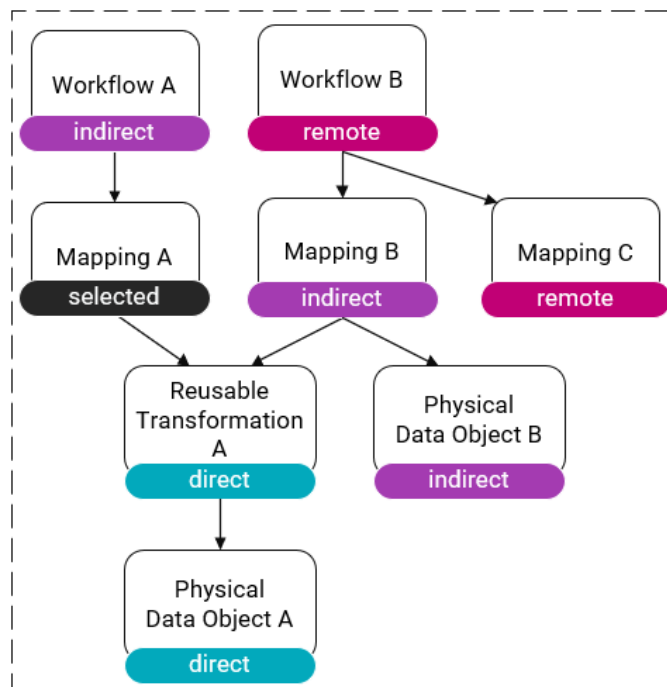 Workflow A
indirect
Workflow B
remote
Mapping A
selected
Mapping B
indirect
Mapping C
remote
Reusable
Transformation
A
direct
Physical
Data Object B
indirect
Physical
Data Object A
direct